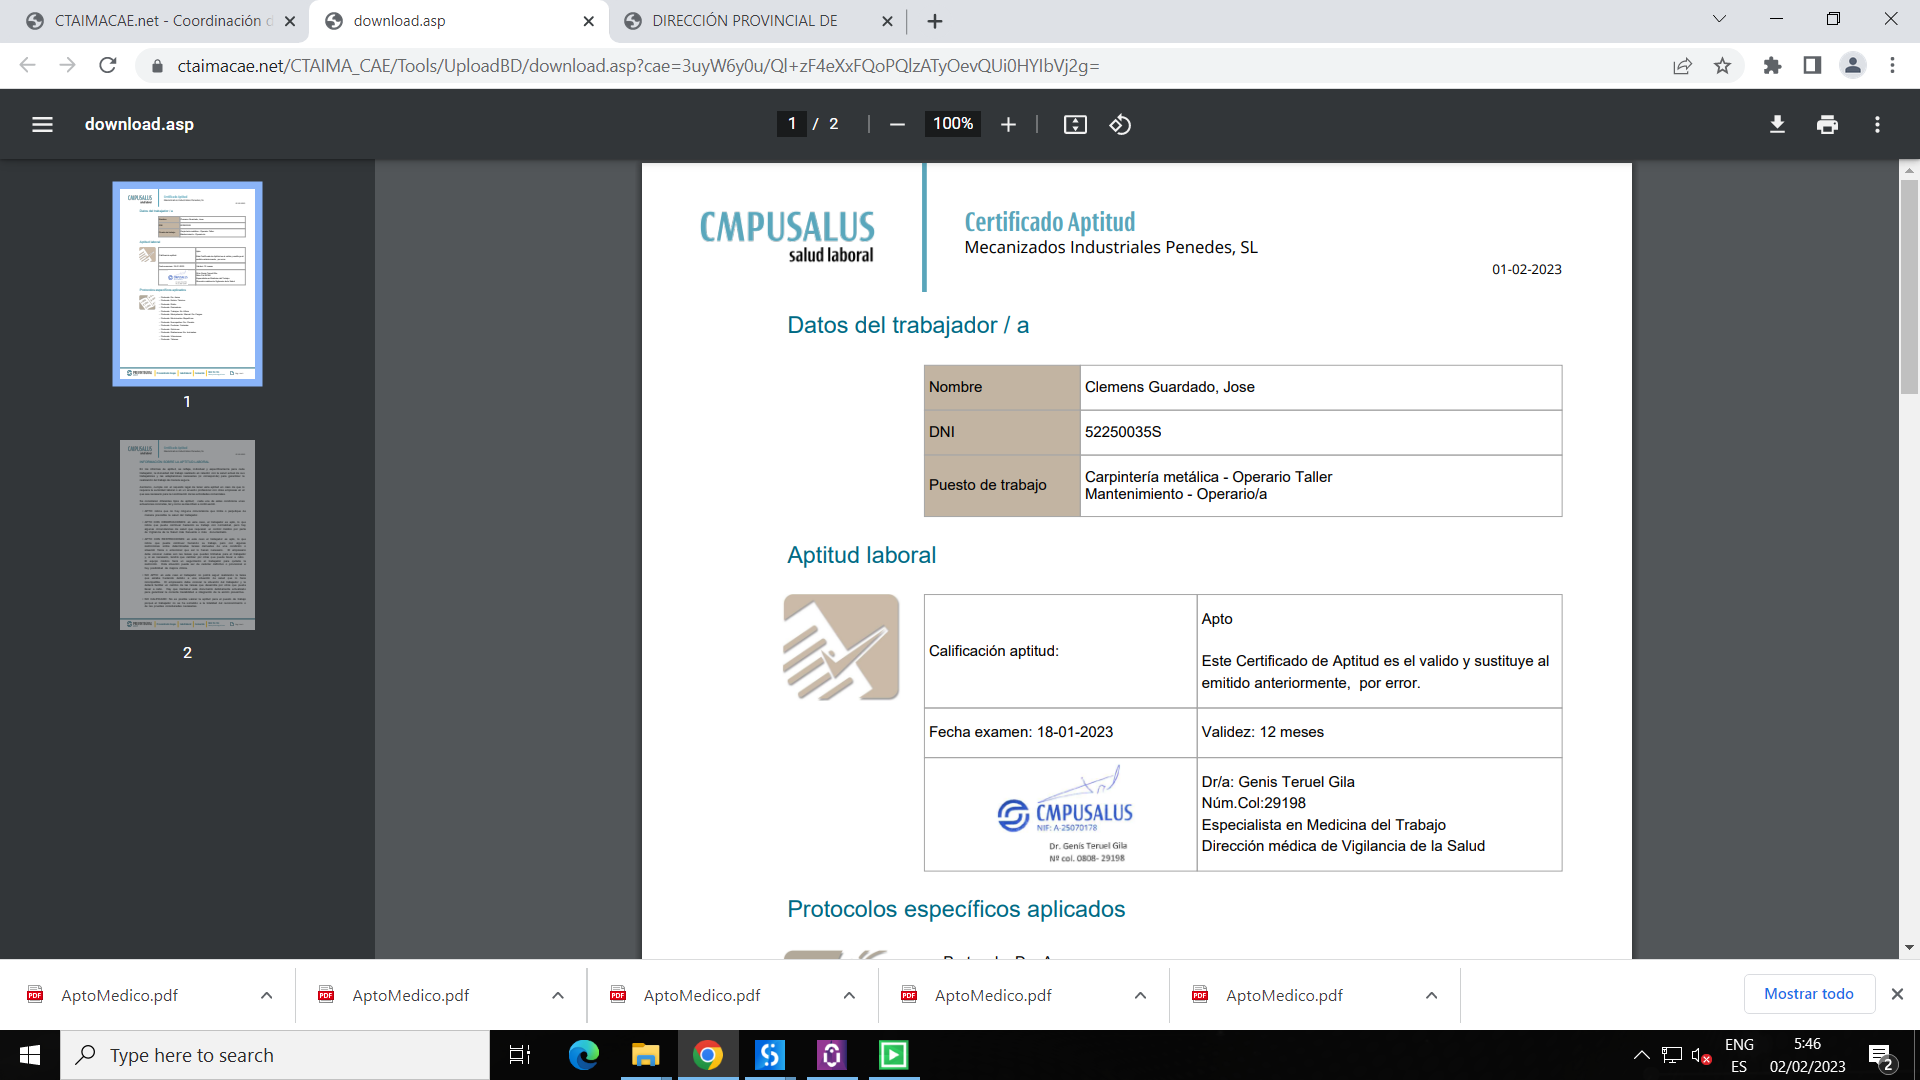 CTAIMACAE.net - Coordinación d
download.asp
DIRECCIÓN PROVINCIAL DE
ctaimacae.net/CTAIMA_CAE/Tools/UploadBD/download.asp?cae=3uyW6y0u/Ql+zF4eXxFQoPQlzATyOevQUi0HYIbVj2g=
download.asp
1 / 2
100%
1
2
CMPUSALUS
salud laboral
Certificado Aptitud
Mecanizados Industriales Penedes, SL
01-02-2023
Datos del trabajador / a
Nombre
Clemens Guardado, Jose
DNI
52250035S
Puesto de trabajo
Carpintería metálica - Operario Taller
Mantenimiento - Operario/a
Aptitud laboral
Calificación aptitud:
Apto
Este Certificado de Aptitud es el valido y sustituye al
emitido anteriormente, por error.
Fecha examen: 18-01-2023
Validez: 12 meses
CMPUSALUS
NIF: A-25070178
Dr. Genís Teruel Gila
Nº col. 0808- 29198
Dr/a: Genis Teruel Gila
Núm.Col:29198
Especialista en Medicina del Trabajo
Dirección médica de Vigilancia de la Salud
Protocolos específicos aplicados
AptoMedico.pdf
AptoMedico.pdf
AptoMedico.pdf
AptoMedico.pdf
AptoMedico.pdf
Mostrar todo
Type here to search
ENG
ES
5:46
02/02/2023
2